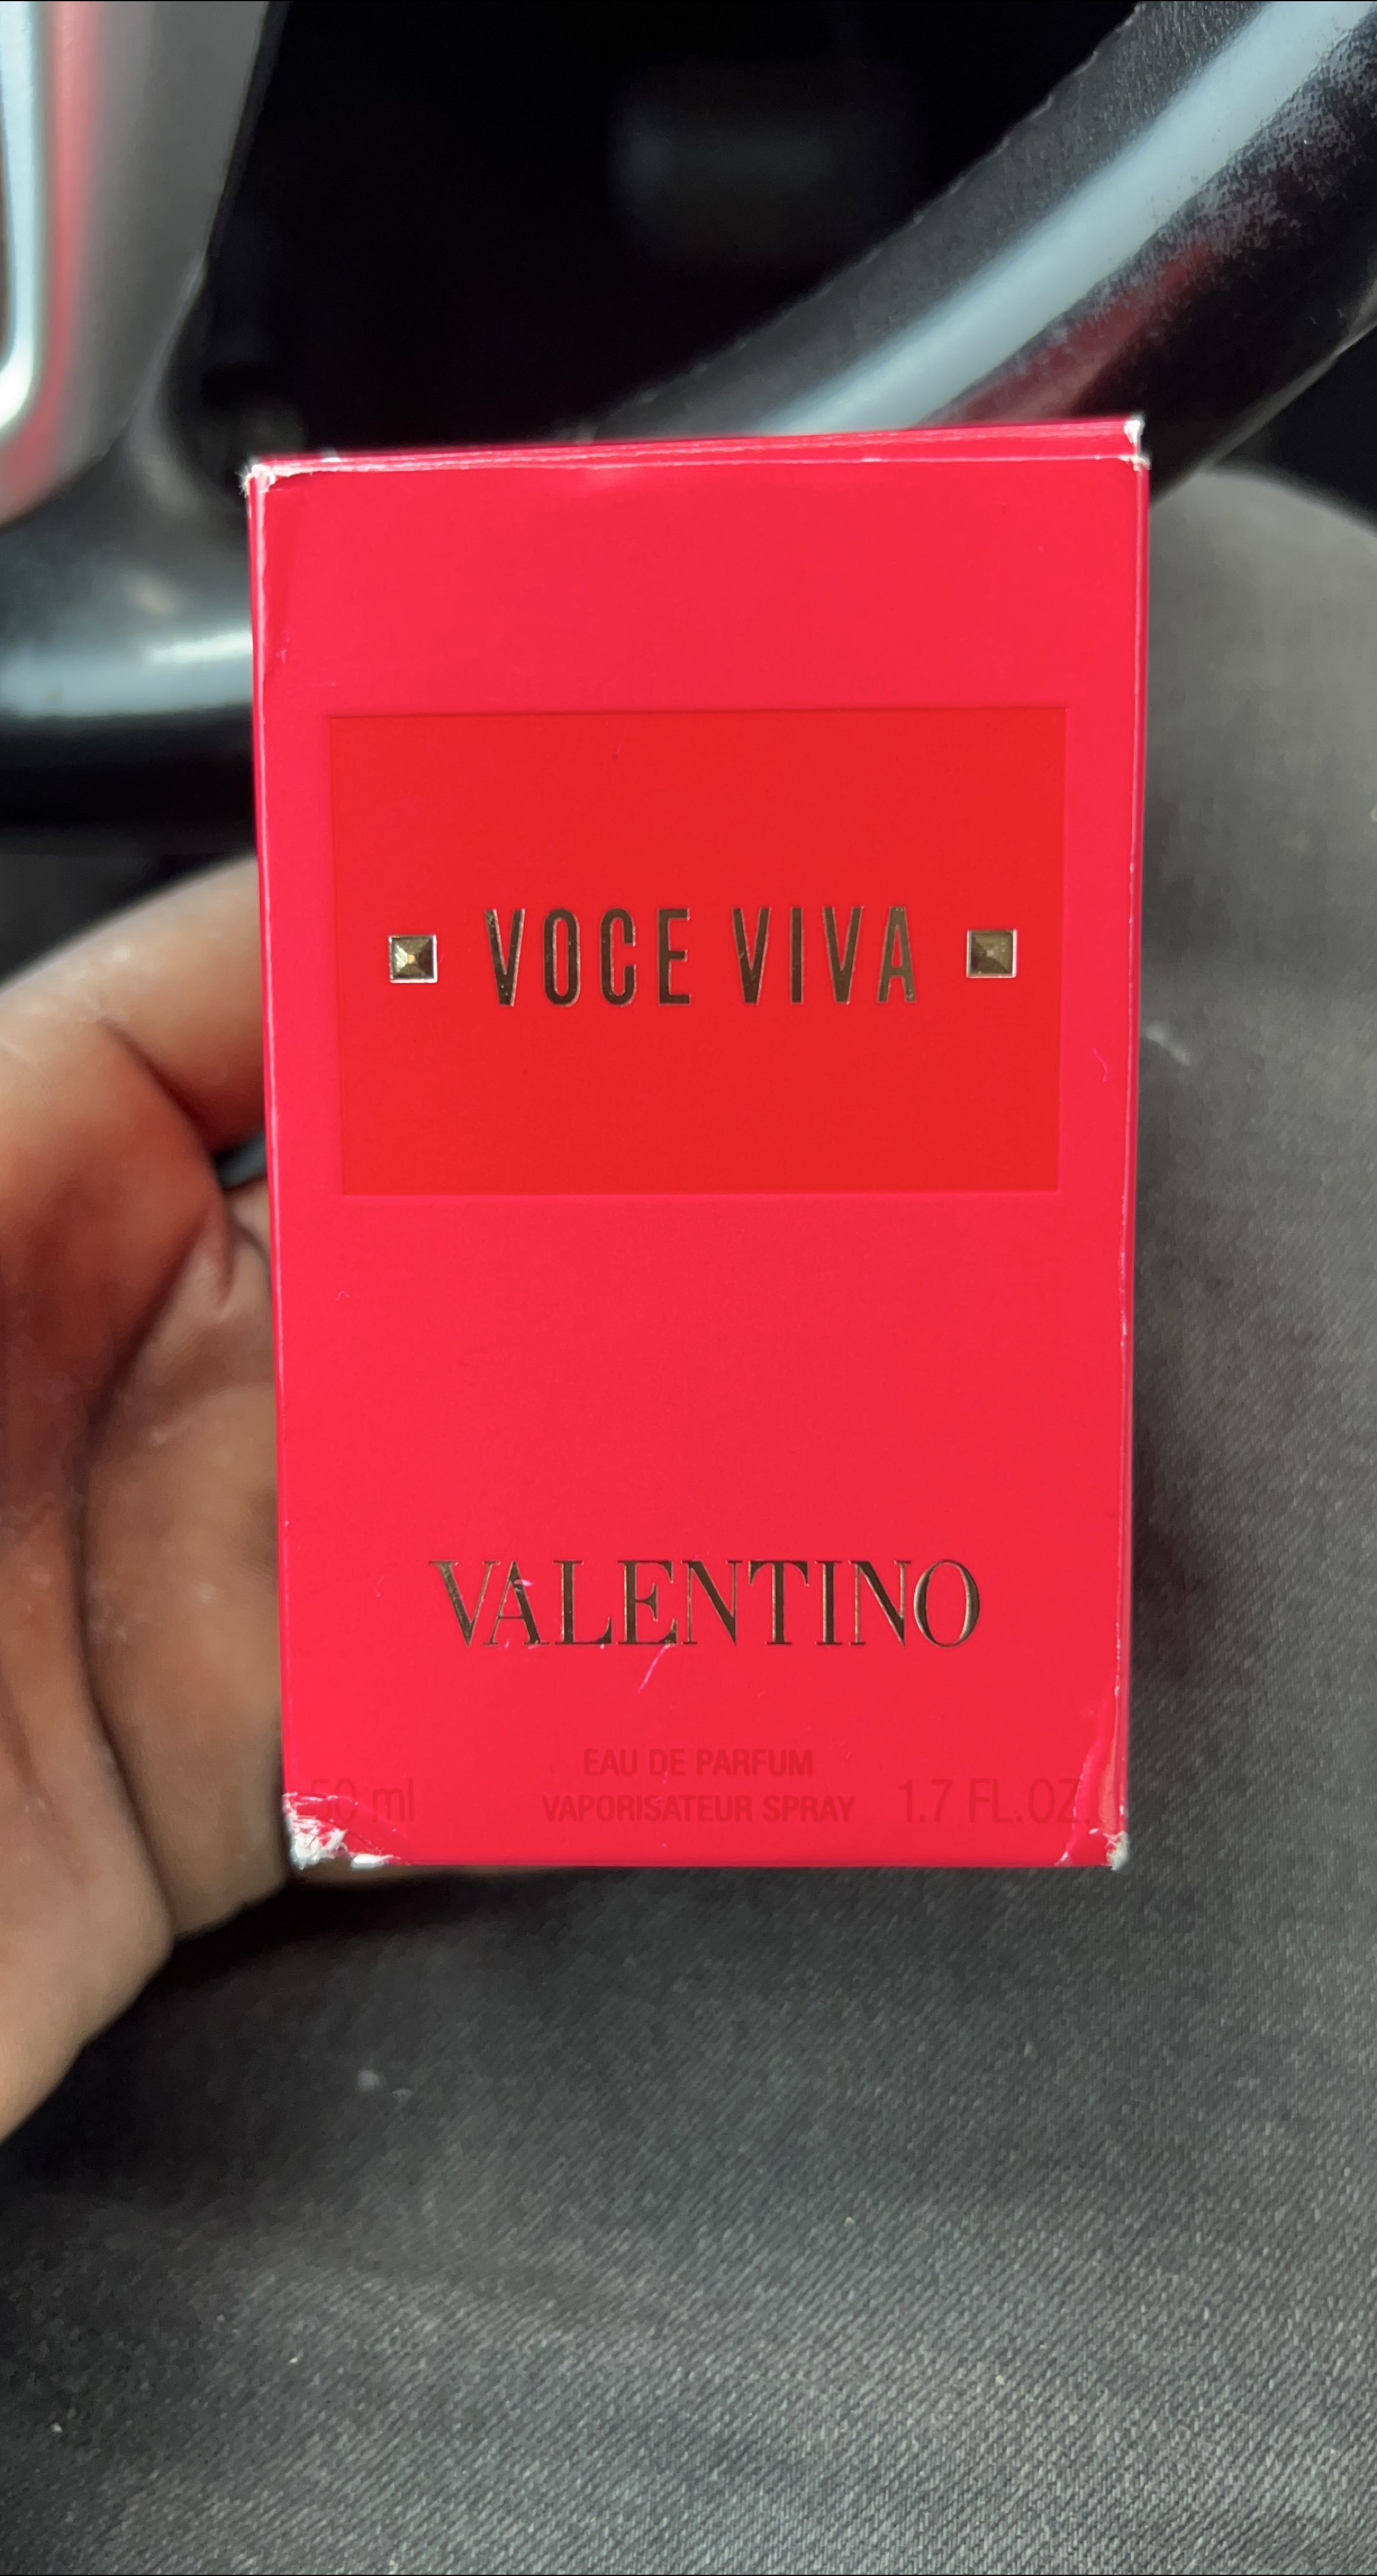 VOCE VIVA
VALENTINO
EAU DE PARFUM
50 ml VAPORISATEUR SPRAY 1.7 FL.OZ.